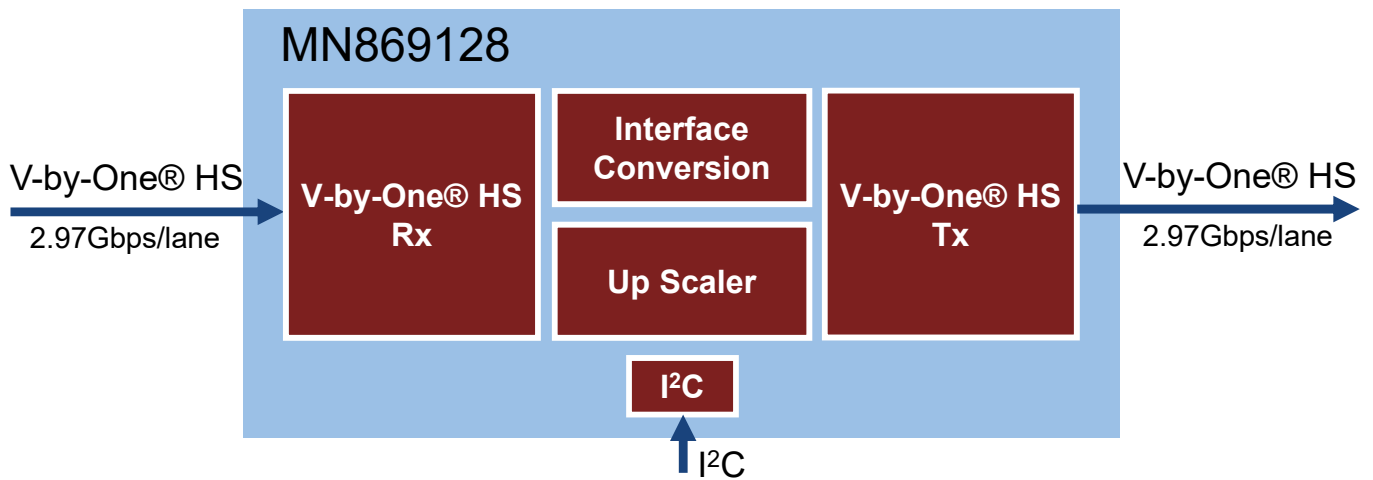 MN869128
V-by-One® HS
2.97Gbps/lane
V-by-One® HS
Rx
Interface
Conversion
Up Scaler
V-by-One® HS
Tx
V-by-One® HS
2.97Gbps/lane
I²C
I²C